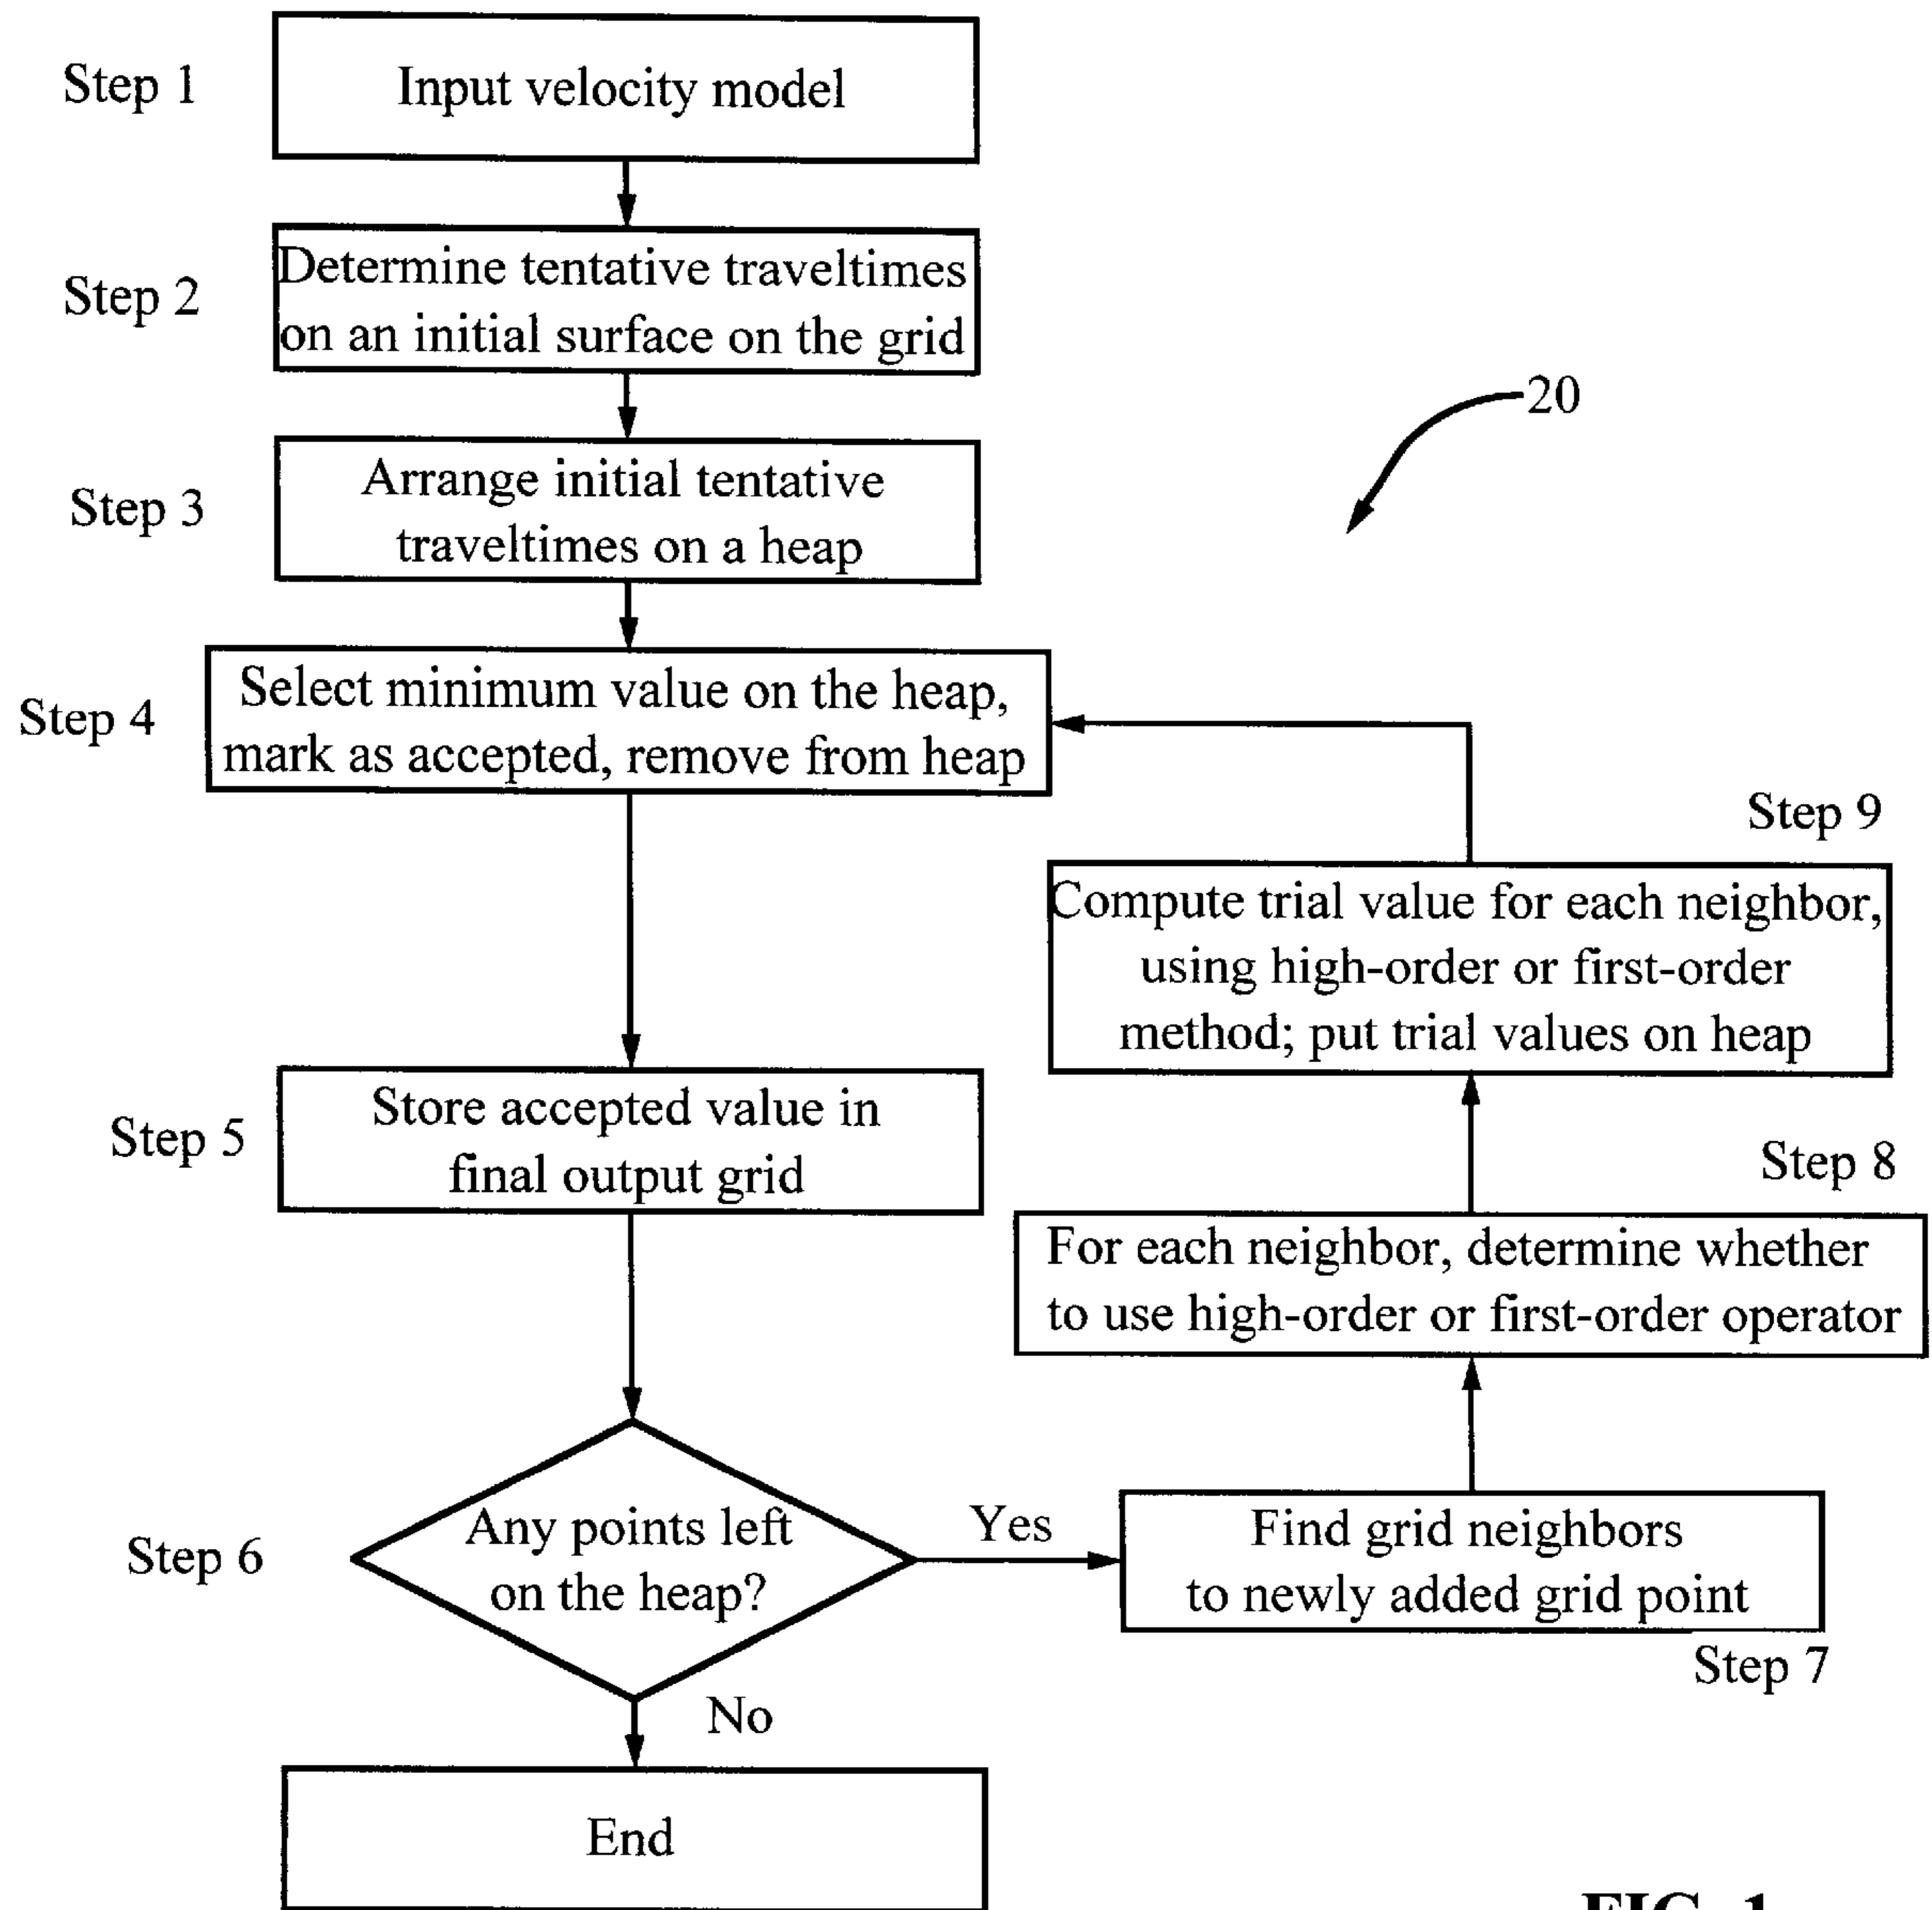 Step 1
Input velocity model
Step 2
Determine tentative traveltimes
on an initial surface on the grid
20
Step 3
Arrange initial tentative
traveltimes on a heap
Step 4
Select minimum value on the heap,
mark as accepted, remove from heap
Step 9
Compute trial value for each neighbor,
using high-order or first-order
method; put trial values on heap
Step 5
Store accepted value in
final output grid
Step 8
For each neighbor, determine whether
to use high-order or first-order operator
Step 6
Any points left
on the heap?
Yes
Find grid neighbors
to newly added grid point
Step 7
No
End
FIG. 1